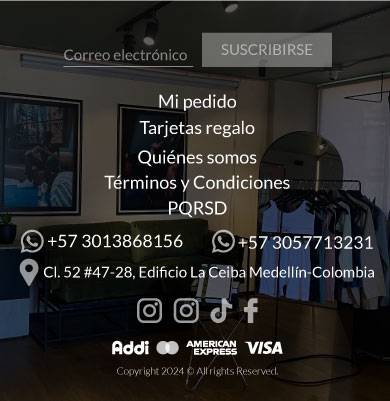 Correo electrónico SUSCRIBIRSE
Mi pedido
Tarjetas regalo
Quiénes somos
Términos y Condiciones
PQRSD
+57 3013868156 +57 3057713231
Cl. 52 #47-28, Edificio La Ceiba Medellín-Colombia
Addi AMERICAN EXPRESS VISA
Copyright 2024 © All rights Reserved.